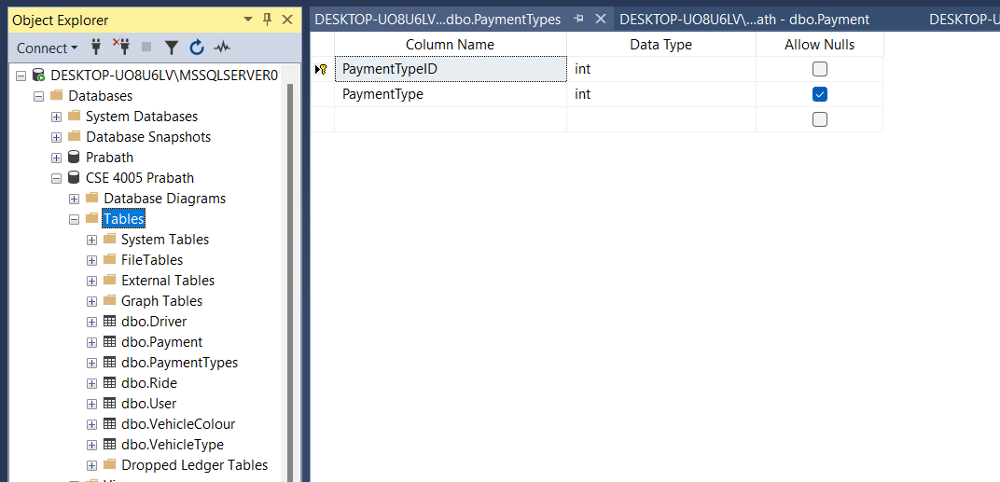 Object Explorer
Connect
DESKTOP-UO8U6LV\MSSQLSERVER0
Databases
System Databases
Database Snapshots
Prabath
CSE 4005 Prabath
Database Diagrams
Tables
System Tables
FileTables
External Tables
Graph Tables
dbo.Driver
dbo.Payment
dbo.PaymentTypes
dbo.Ride
dbo.User
dbo.VehicleColour
dbo.VehicleType
Dropped Ledger Tables
DESKTOP-UO8U6LV...dbo.PaymentTypes DESKTOP-UO8U6LV\...ath - dbo.Payment DESKTOP-U
Column Name Data Type Allow Nulls
PaymentTypeID int
PaymentType int